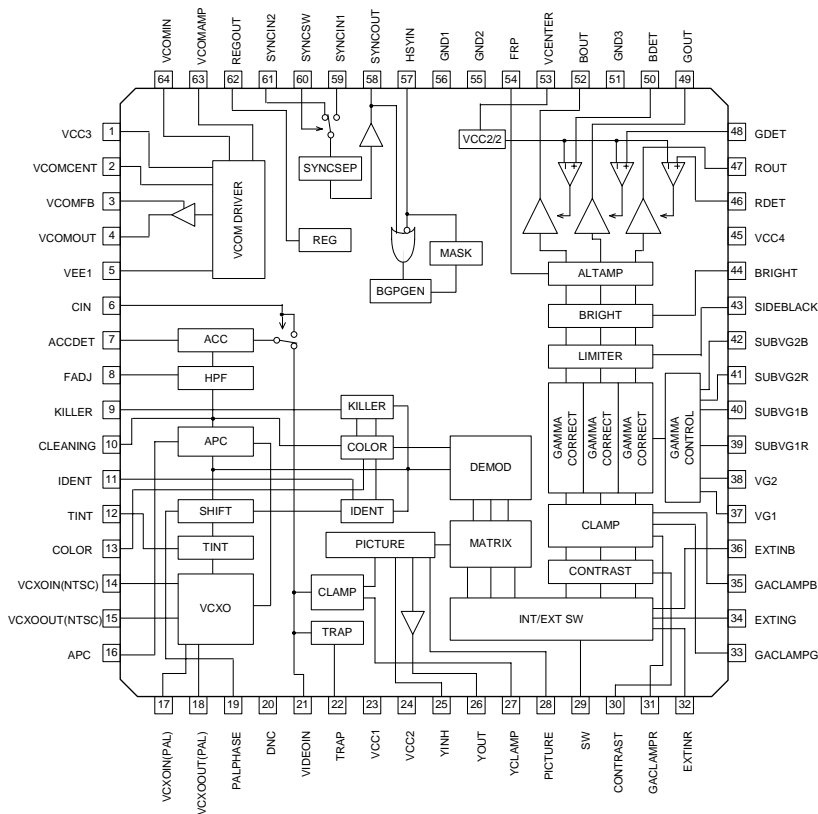 VCOMIN
VCOMAMP
REGOUT
SYNCIN2
SYNCSW
SYNCIN1
SYNCOUT
HSYIN
GND1
GND2
FRP
VCENTER
BOUT
GND3
BDET
GOUT
64 63 62 61 60 59 58 57 56 55 54 53 52 51 50 49
VCC3 1
VCOMCENT 2
VCOMFB 3
VCOMOUT 4
VEE1 5
CIN 6
ACCDET 7
FADJ 8
KILLER 9
CLEANING 10
IDENT 11
TINT 12
COLOR 13
VCXOIN(NTSC) 14
VCXOOUT(NTSC) 15
APC 16
48 GDET
47 ROUT
46 RDET
45 VCC4
44 BRIGHT
43 SIDEBLACK
42 SUBVG2B
41 SUBVG2R
40 SUBVG1B
39 SUBVG1R
38 VG2
37 VG1
36 EXTINB
35 GACLAMPB
34 EXTING
33 GACLAMPG
VCOM DRIVER
SYNCSEP
REG
MASK
BGPGEN
VCC2/2
- +
- +
- +
ALTAMP
BRIGHT
LIMITER
GAMMA
CORRECT
GAMMA
CORRECT
GAMMA
CORRECT
GAMMA
CONTROL
CLAMP
CONTRAST
INT/EXT SW
ACC
HPF
APC
SHIFT
TINT
VCXO
KILLER
COLOR
IDENT
DEMOD
MATRIX
PICTURE
CLAMP
TRAP
17 18 19 20 21 22 23 24 25 26 27 28 29 30 31 32
VCXOIN(PAL)
VCXOOUT(PAL)
PALPHASE
DNC
VIDEOIN
TRAP
VCC1
VCC2
YINH
YOUT
YCLAMP
PICTURE
SW
CONTRAST
GACLAMPR
EXTINR